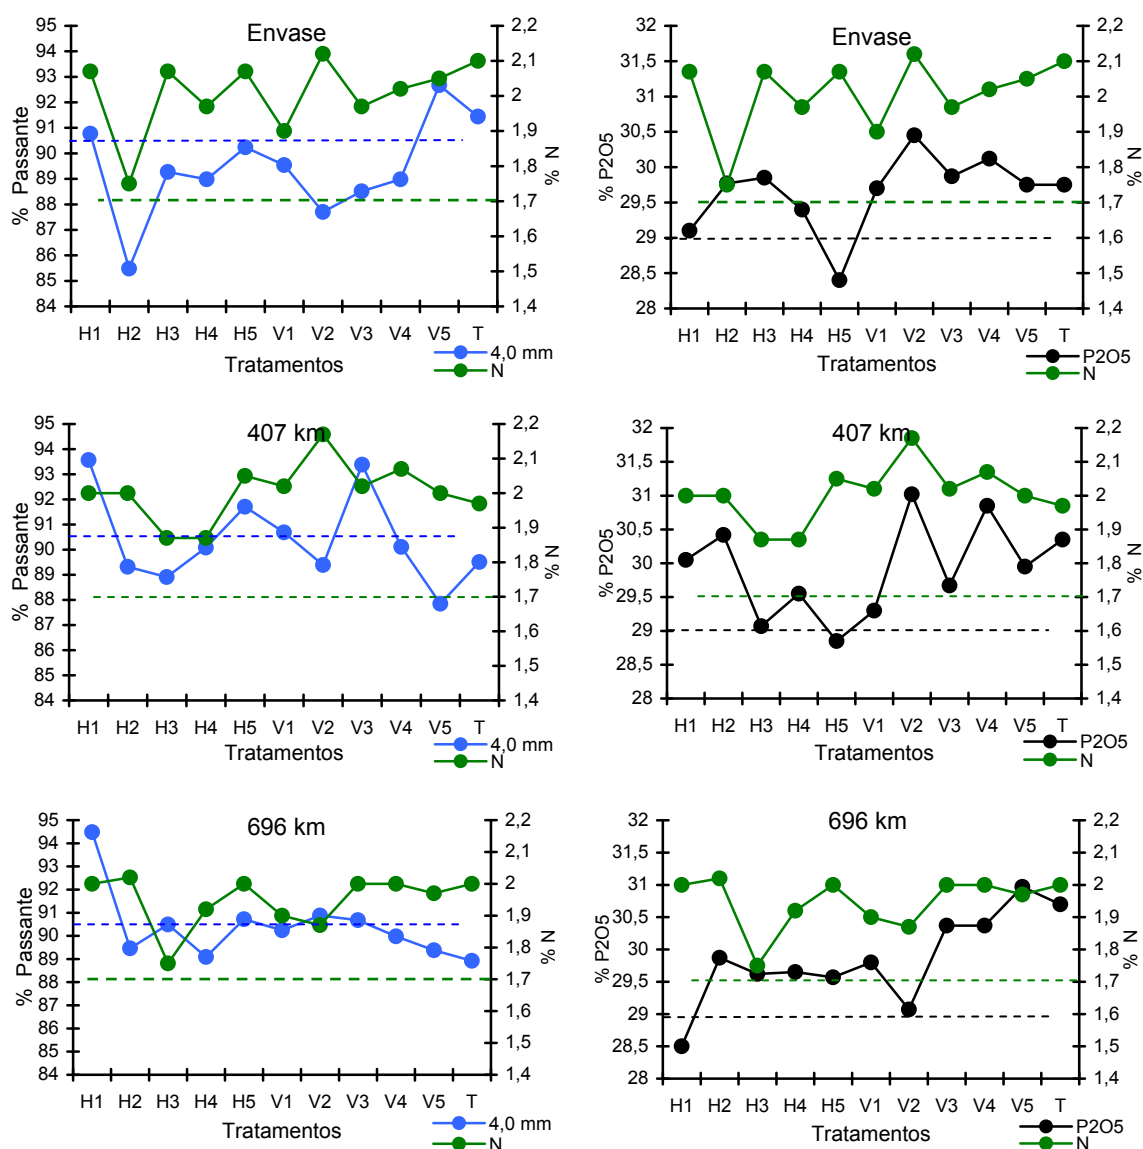 Envase
% Passante
95
94
93
92
91
90
89
88
87
86
85
84
2,2
2,1
2
1,9
1,8
1,7
1,6
1,5
1,4
% N
H1 H2 H3 H4 H5 V1 V2 V3 V4 V5 T
Tratamentos
4,0 mm
N
Envase
% P2O5
32
31,5
31
30,5
30
29,5
29
28,5
28
2,2
2,1
2
1,9
1,8
1,7
1,6
1,5
1,4
% N
H1 H2 H3 H4 H5 V1 V2 V3 V4 V5 T
Tratamentos
P2O5
N
407 km
% Passante
95
94
93
92
91
90
89
88
87
86
85
84
2,2
2,1
2
1,9
1,8
1,7
1,6
1,5
1,4
% N
H1 H2 H3 H4 H5 V1 V2 V3 V4 V5 T
Tratamentos
4,0 mm
N
407 km
% P2O5
32
31,5
31
30,5
30
29,5
29
28,5
28
2,2
2,1
2
1,9
1,8
1,7
1,6
1,5
1,4
% N
H1 H2 H3 H4 H5 V1 V2 V3 V4 V5 T
Tratamentos
P2O5
N
696 km
% Passante
95
94
93
92
91
90
89
88
87
86
85
84
2,2
2,1
2
1,9
1,8
1,7
1,6
1,5
1,4
% N
H1 H2 H3 H4 H5 V1 V2 V3 V4 V5 T
Tratamentos
4,0 mm
N
696 km
% P2O5
32
31,5
31
30,5
30
29,5
29
28,5
28
2,2
2,1
2
1,9
1,8
1,7
1,6
1,5
1,4
% N
H1 H2 H3 H4 H5 V1 V2 V3 V4 V5 T
Tratamentos
P2O5
N